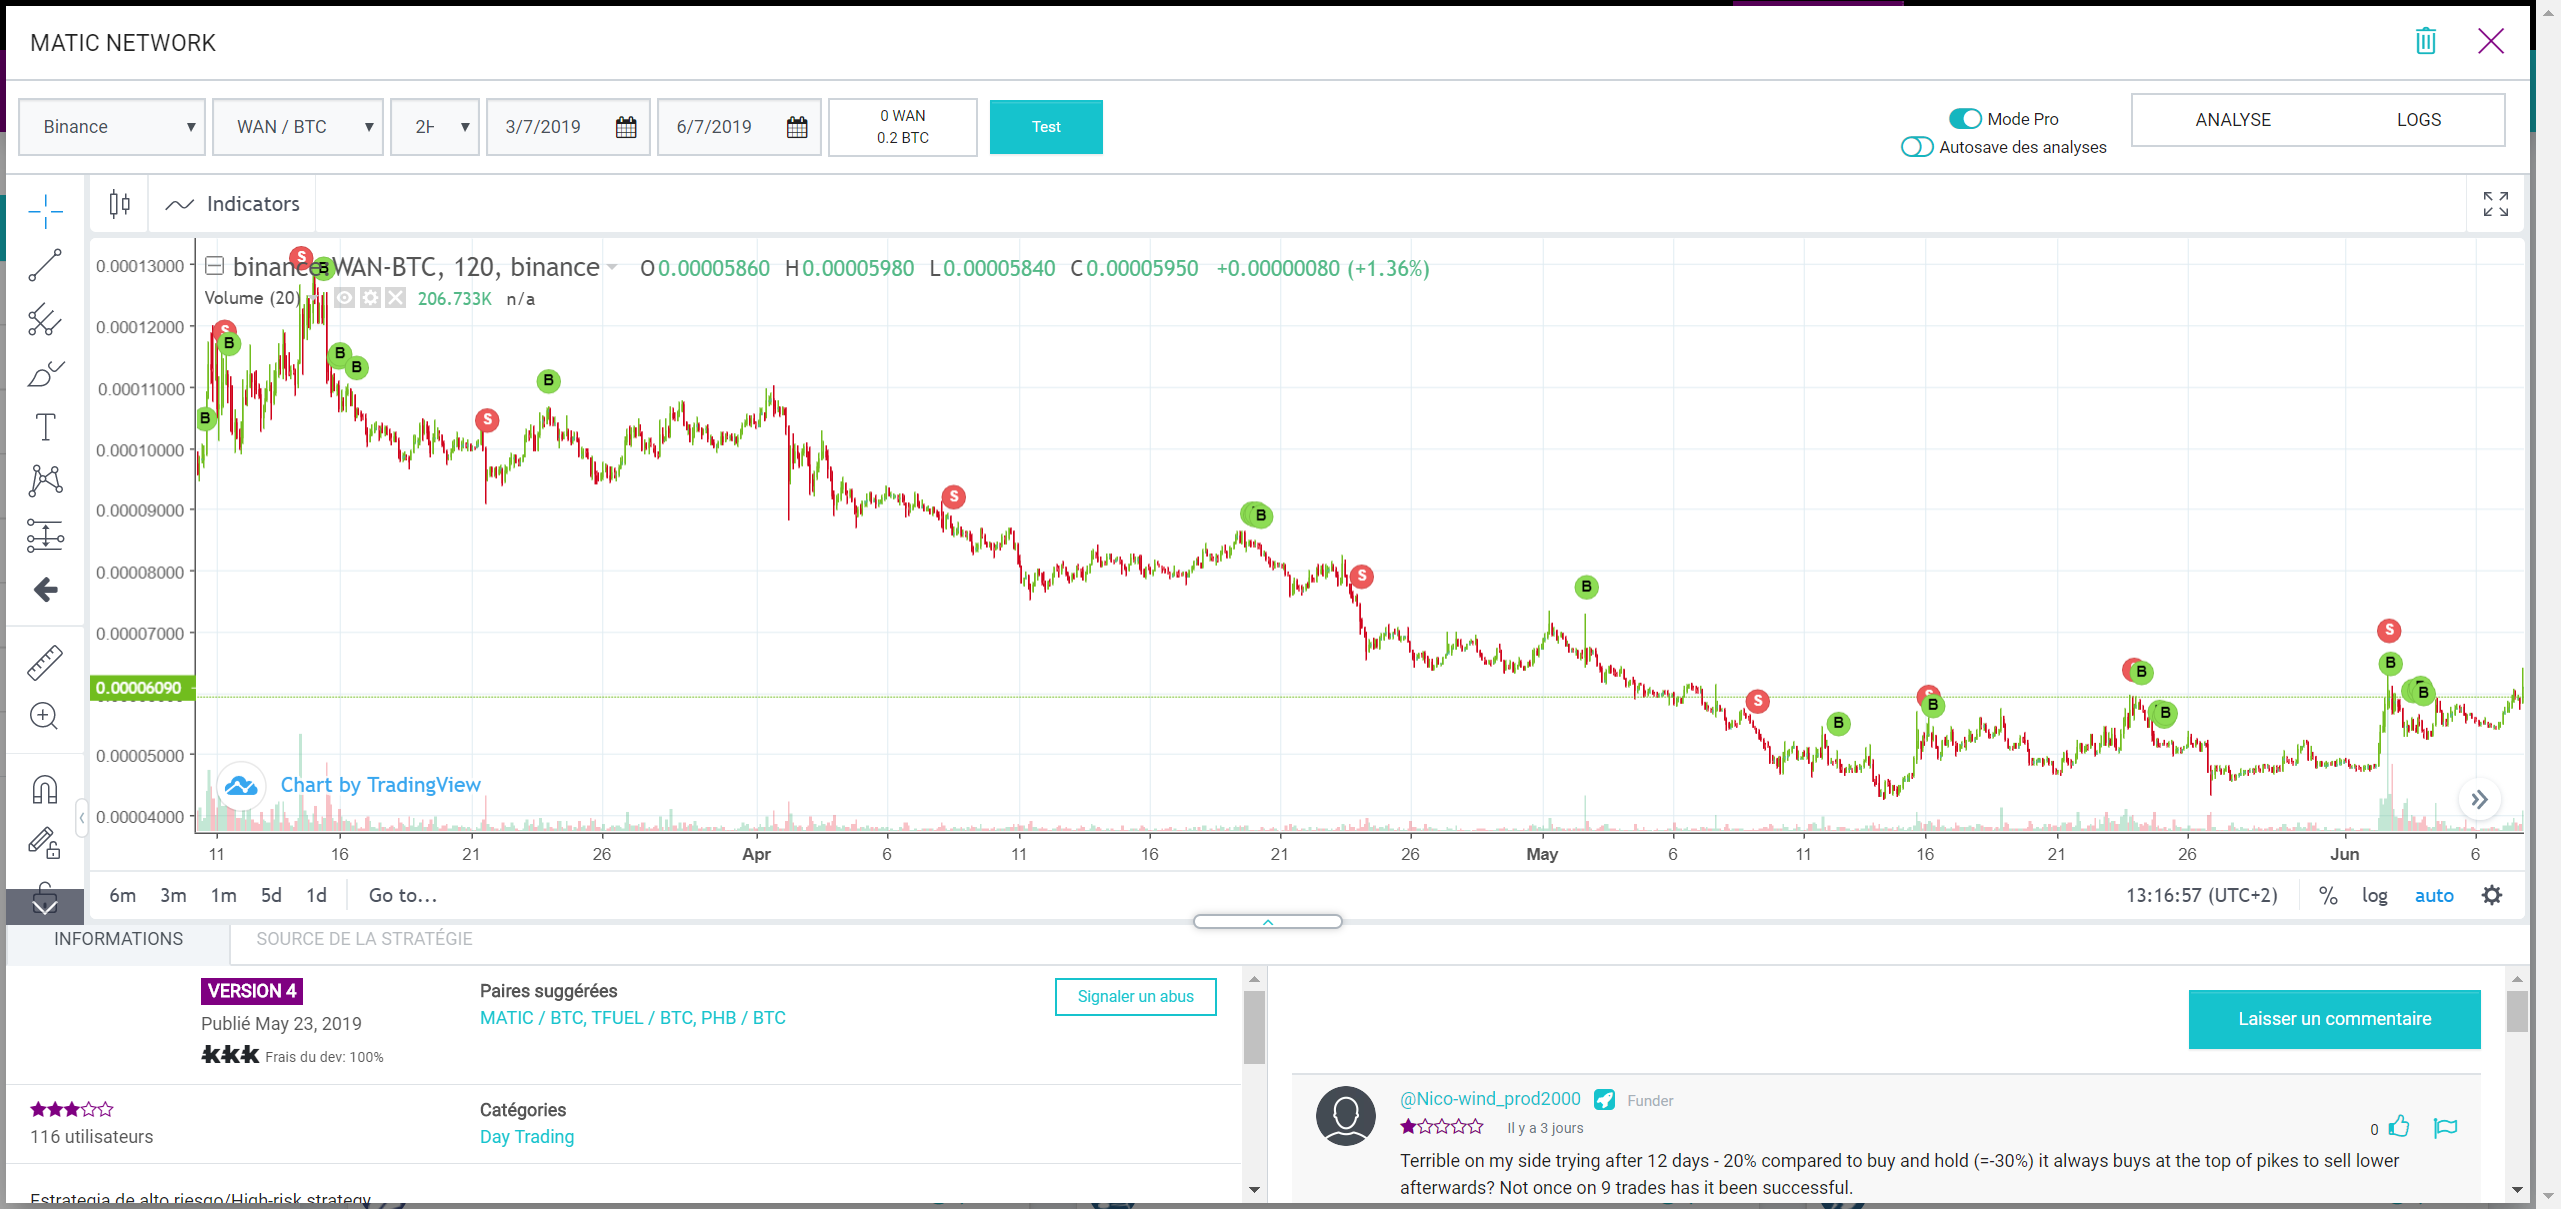 MATIC NETWORK
Binance
WAN / BTC
2H
3/7/2019
6/7/2019
0 WAN
0.2 BTC
Test
Mode Pro
Autosave des analyses
ANALYSE
LOGS
Indicators
binance:WAN-BTC, 120, binance
O0.00005860 H0.00005980 L0.00005840 C0.00005950 +0.00000080 (+1.36%)
Volume (20) 206.733K n/a
0.00013000
0.00012000
0.00011000
0.00010000
0.00009000
0.00008000
0.00007000
0.00006090
0.00005000
0.00004000
S B
S B
B B
B
S B
S
B
S
B
S
B
S B
S B
B
S
B
B
Chart by TradingView
11 16 21 26 Apr 6 11 16 21 26 May 6 11 16 21 26 Jun 6
6m 3m 1m 5d 1d Go to...
13:16:57 (UTC+2) % log auto
INFORMATIONS
SOURCE DE LA STRATÉGIE
VERSION 4
Publié May 23, 2019
Frais du dev: 100%
Paires suggérées
MATIC / BTC, TFUEL / BTC, PHB / BTC
Signaler un abus
116 utilisateurs
Catégories
Day Trading
Estrategia de alto riesgo/High-risk strategy
Laisser un commentaire
@Nico-wind_prod2000 Funder
Il y a 3 jours
0
Terrible on my side trying after 12 days - 20% compared to buy and hold (=-30%) it always buys at the top of pikes to sell lower
afterwards? Not once on 9 trades has it been successful.